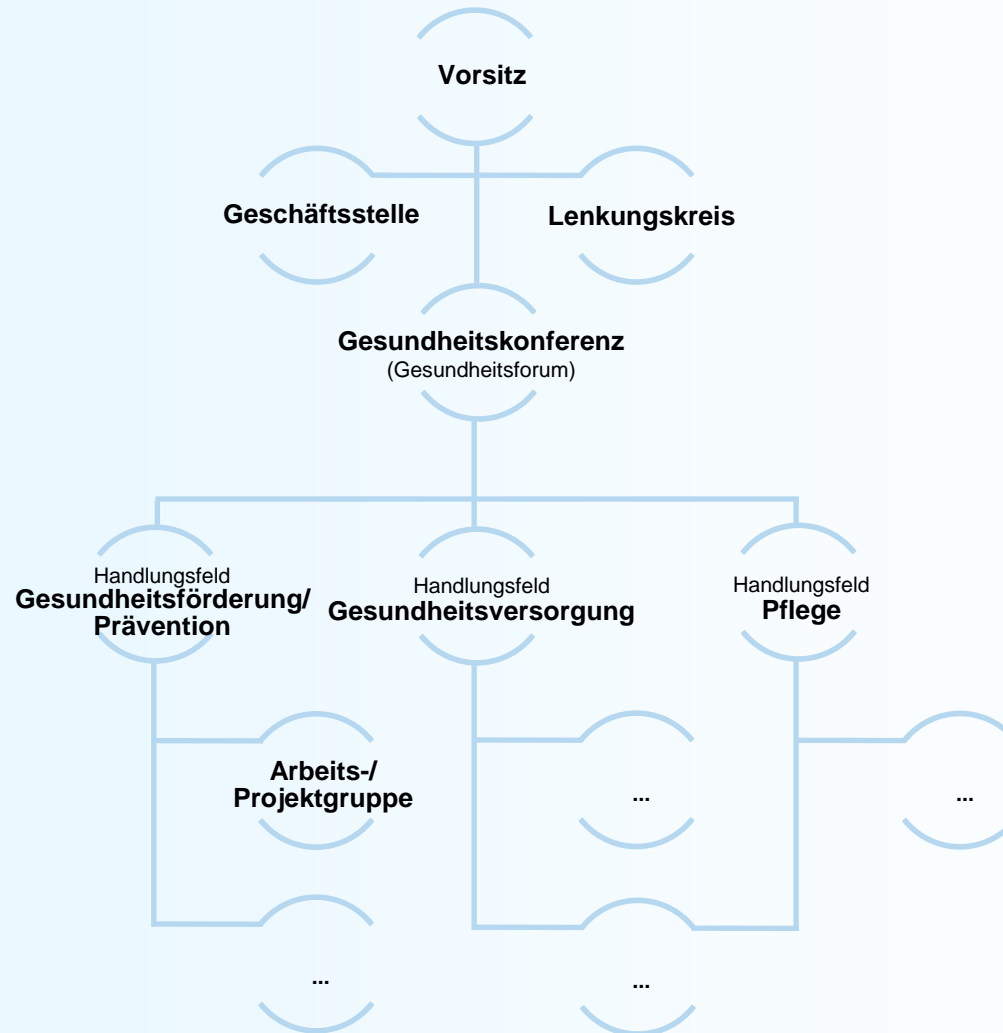 Vorsitz
Geschäftsstelle
Lenkungskreis
Gesundheitskonferenz
(Gesundheitsforum)
Handlungsfeld
Gesundheitsförderung/
Prävention
Handlungsfeld
Gesundheitsversorgung
Handlungsfeld
Pflege
Arbeits-/
Projektgruppe
...
...
...
...